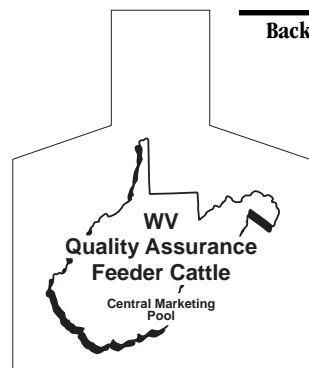 Back
WV
Quality Assurance
Feeder Cattle
Central Marketing
Pool